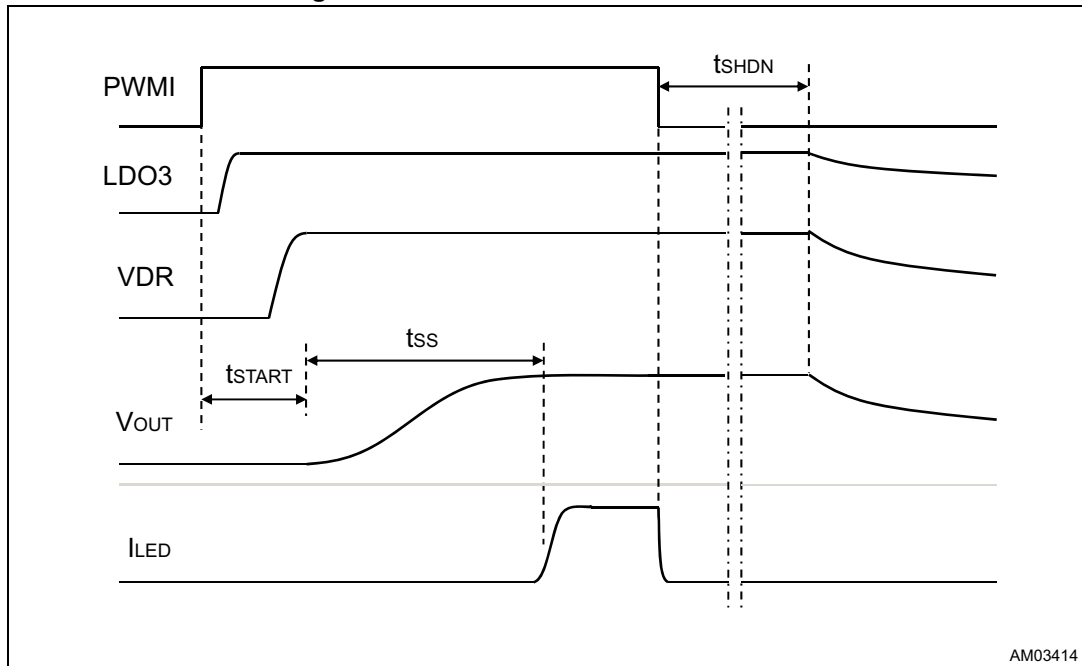 PWMI
tSHDN
LDO3
VDR
tSS
tSTART
VOUT
ILED
AM03414